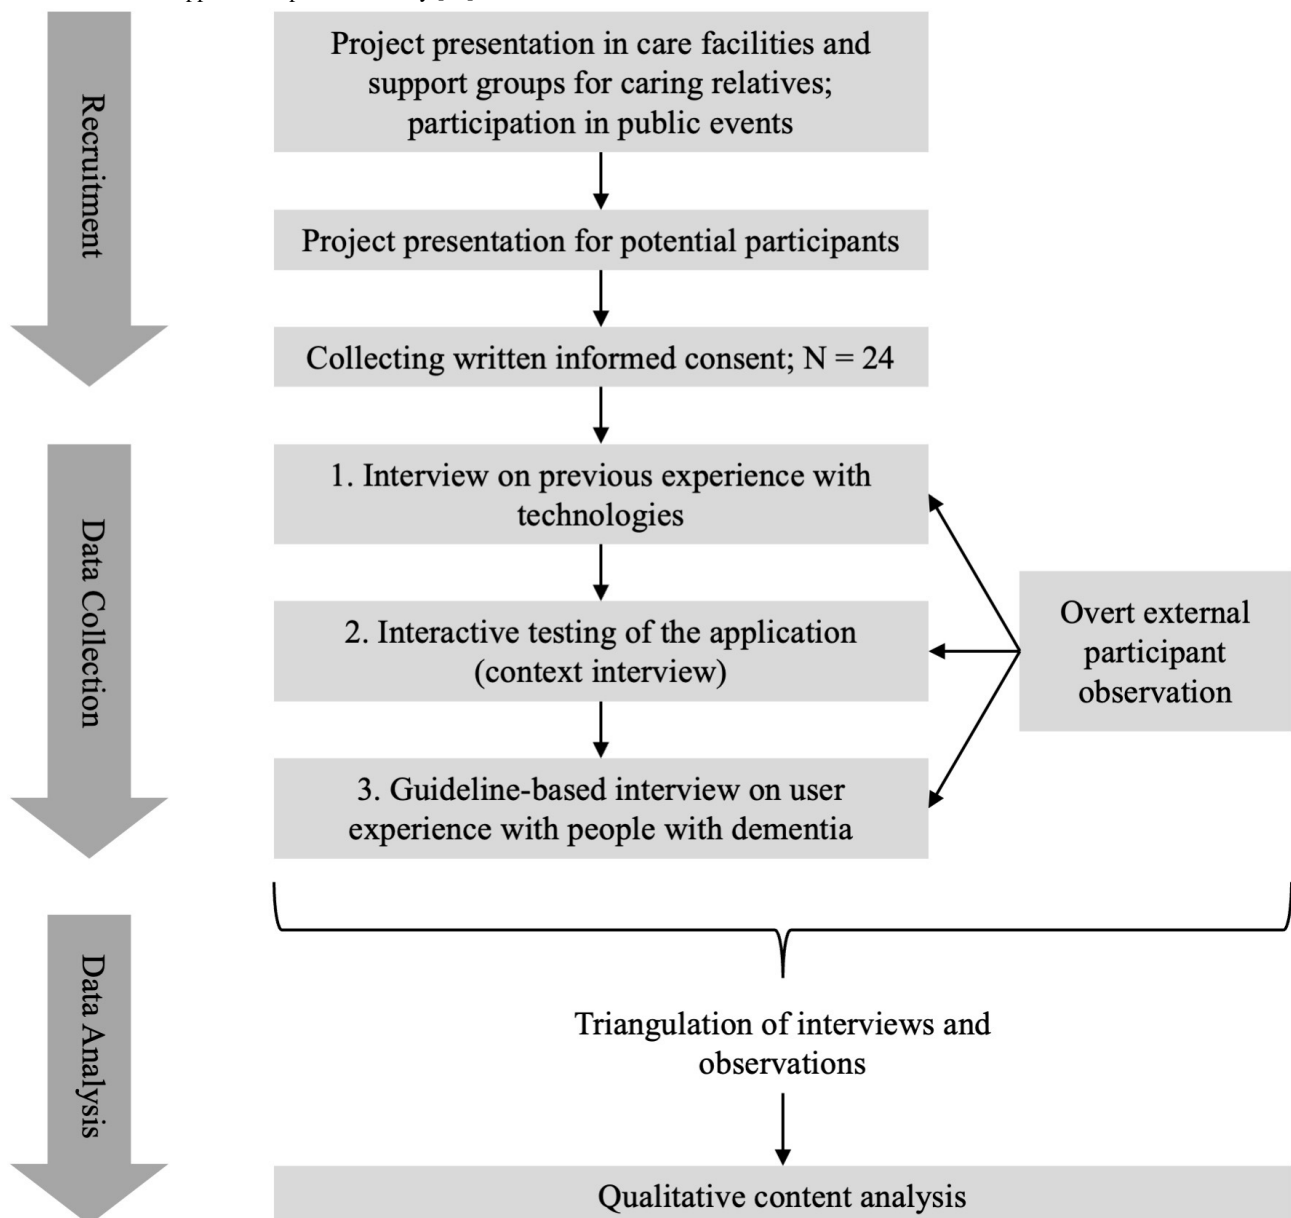 Recruitment
Project presentation in care facilities and
support groups for caring relatives;
participation in public events
Project presentation for potential participants
Collecting written informed consent; N = 24
Data Collection
1. Interview on previous experience with
technologies
2. Interactive testing of the application
(context interview)
3. Guideline-based interview on user
experience with people with dementia
Overt external
participant
observation
Data Analysis
Triangulation of interviews and
observations
Qualitative content analysis